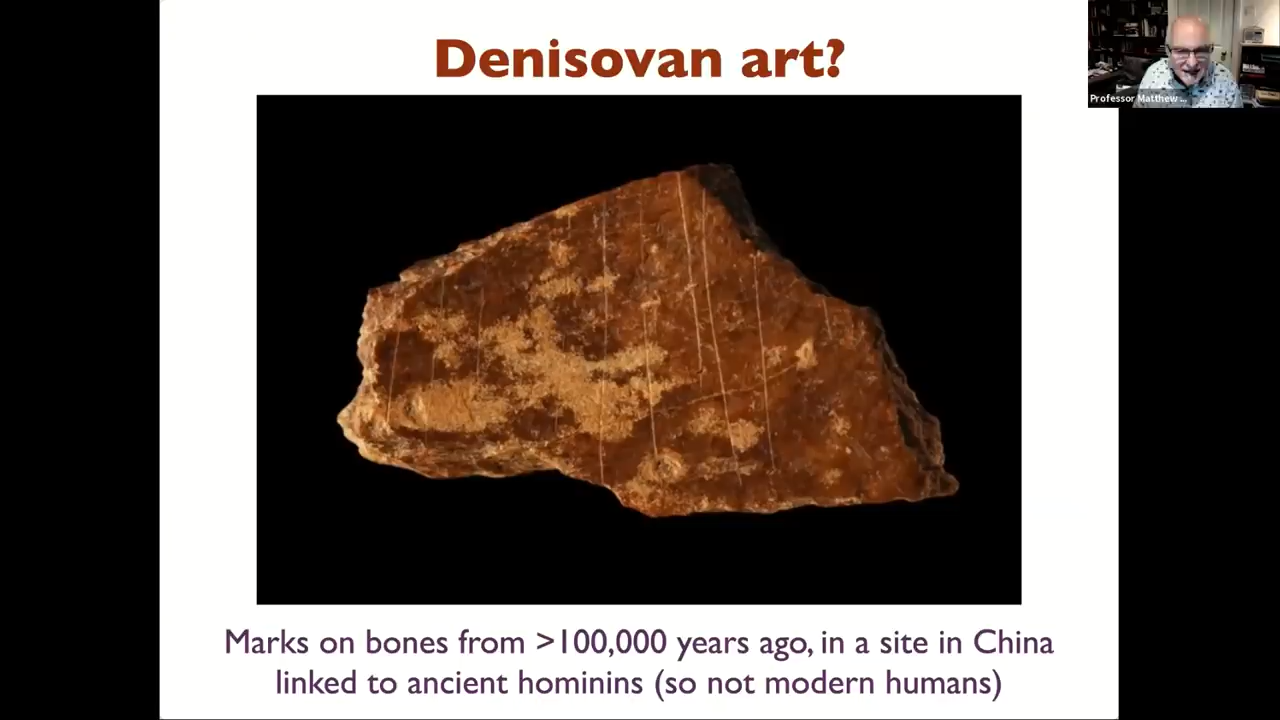 Denisovan art?
Professor Matthew ...
Marks on bones from >100,000 years ago, in a site in China
linked to ancient hominins (so not modern humans)